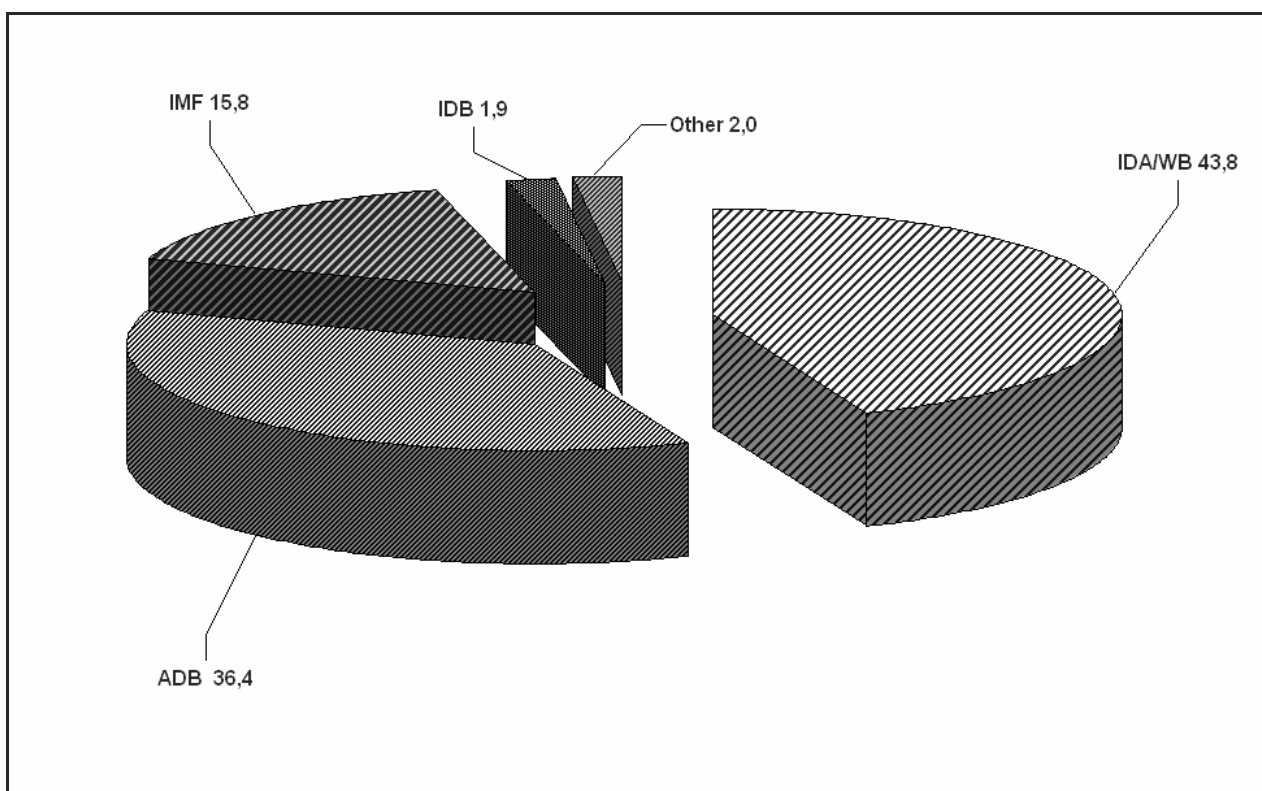 IMF 15,8
IDB 1,9
Other 2,0
IDA/WB 43,8
ADB 36,4